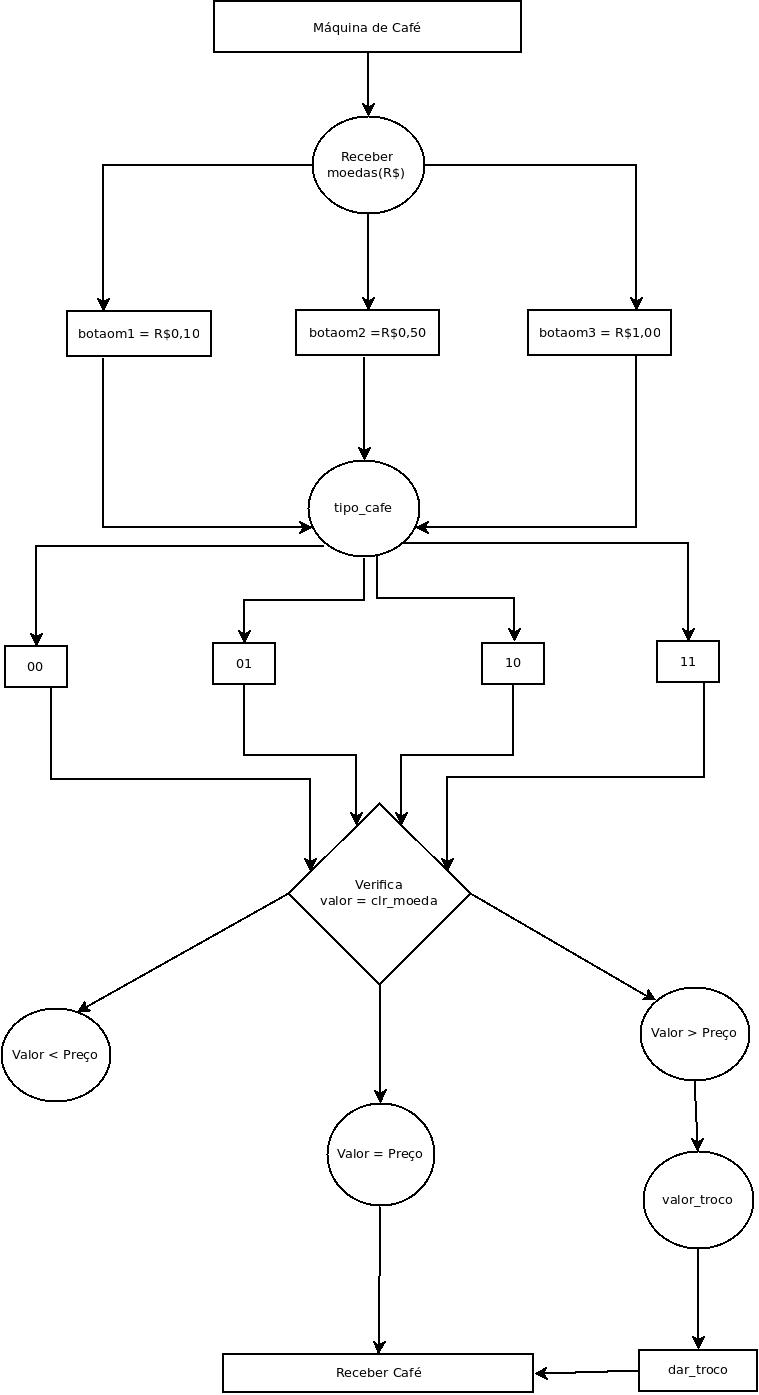 Máquina de Café
Receber
moedas(R$)
botaom1 = R$0,10
botaom2 =R$0,50
botaom3 = R$1,00
tipo_cafe
00
01
10
11
Verifica
valor = clr_moeda
Valor < Preço
Valor > Preço
Valor = Preço
valor_troco
Receber Café
dar_troco